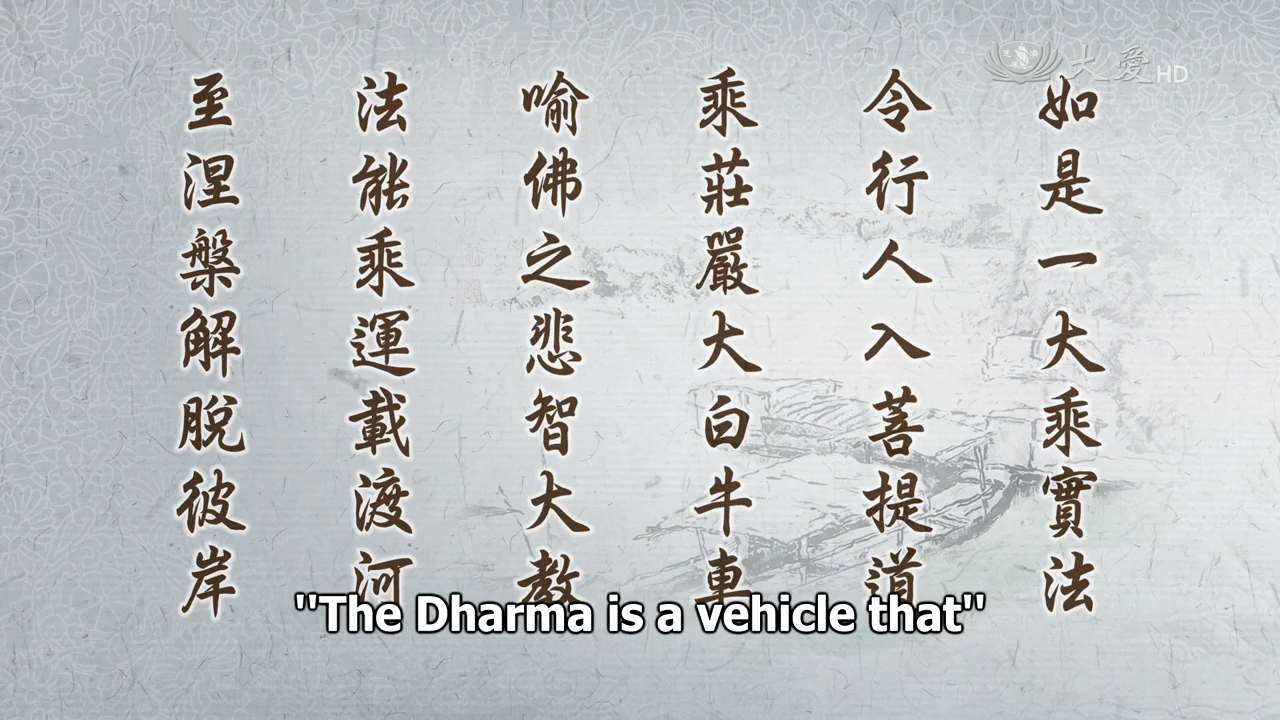 大愛HD
如是一大乘實法
令行人入菩提道
乘莊嚴大白牛車
喻佛之悲智大教
法能乘運載渡河
至涅槃解脫彼岸
"The Dharma is a vehicle that"